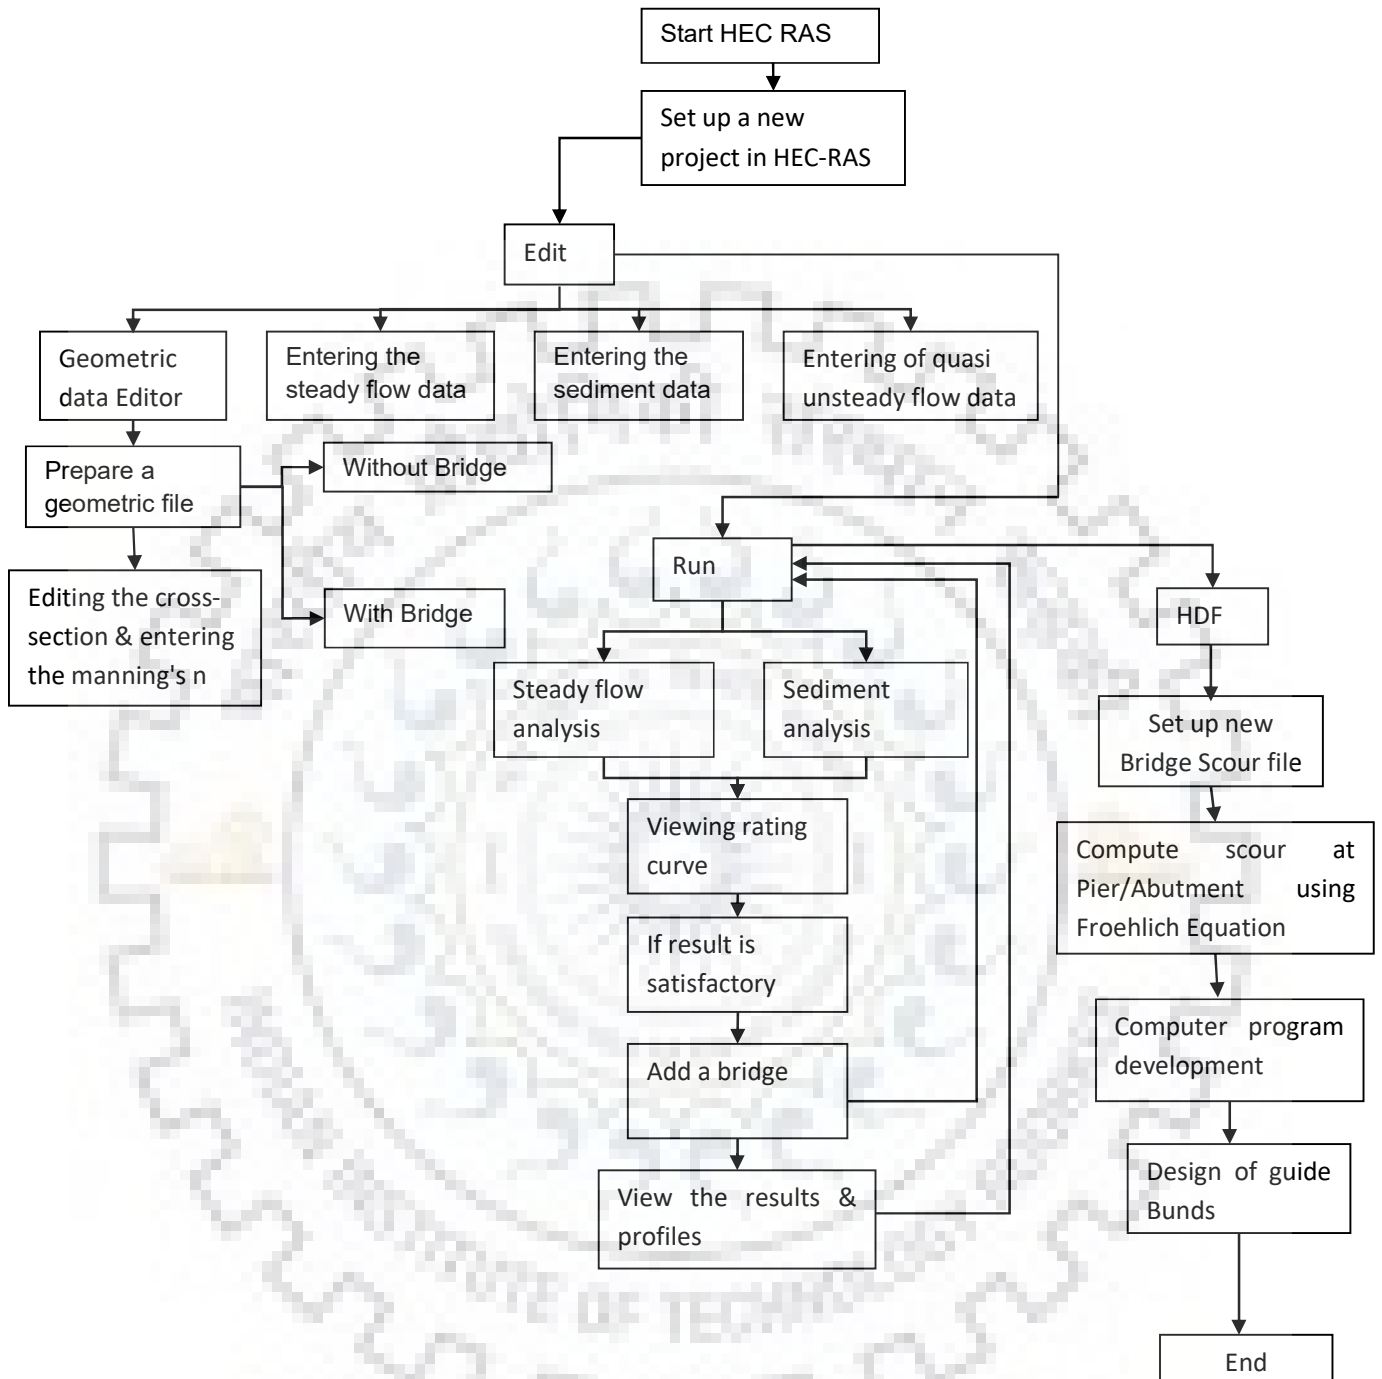 Start HEC RAS
Set up a new
project in HEC-RAS
Edit
Geometric
data Editor
Entering the
steady flow data
Entering the
sediment data
Entering of quasi
unsteady flow data
Prepare a
geometric file
Without Bridge
With Bridge
Editing the cross-
section & entering
the manning's n
Run
HDF
Steady flow
analysis
Sediment
analysis
Set up new
Bridge Scour file
Viewing rating
curve
Compute scour at
Pier/Abutment using
Froehlich Equation
If result is
satisfactory
Computer program
development
Add a bridge
Design of guide
Bunds
View the results &
profiles
End
OF TECHNOLOGY